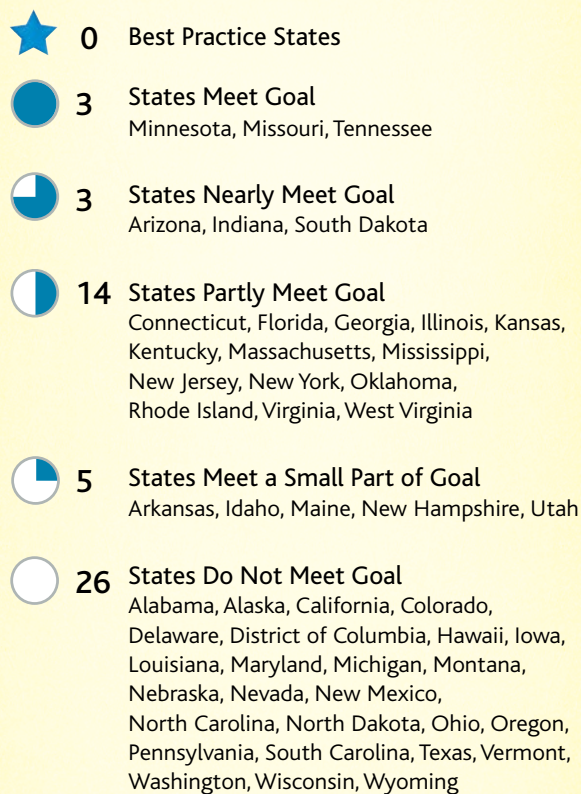 0 Best Practice States
3 States Meet Goal
Minnesota, Missouri, Tennessee
3 States Nearly Meet Goal
Arizona, Indiana, South Dakota
14 States Partly Meet Goal
Connecticut, Florida, Georgia, Illinois, Kansas,
Kentucky, Massachusetts, Mississippi,
New Jersey, New York, Oklahoma,
Rhode Island, Virginia, West Virginia
5 States Meet a Small Part of Goal
Arkansas, Idaho, Maine, New Hampshire, Utah
26 States Do Not Meet Goal
Alabama, Alaska, California, Colorado,
Delaware, District of Columbia, Hawaii, Iowa,
Louisiana, Maryland, Michigan, Montana,
Nebraska, Nevada, New Mexico,
North Carolina, North Dakota, Ohio, Oregon,
Pennsylvania, South Carolina, Texas, Vermont,
Washington, Wisconsin, Wyoming